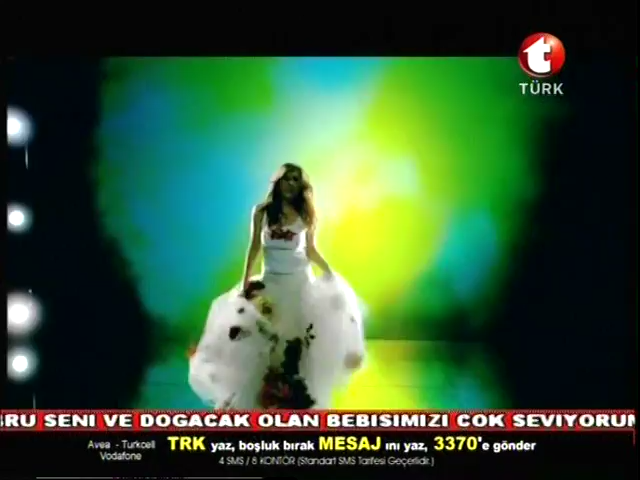 t
TÜRK
ĞRU SENI VE DOGACAK OLAN BEBISIMIZI COK SEVIYORUM
Avea - Turkcell
Vodafone
TRK yaz, boşluk bırak MESAJ ını yaz, 3370'e gönder
4 SMS / 8 KONTÖR (Standart SMS Tarifesi Geçerlidir.)